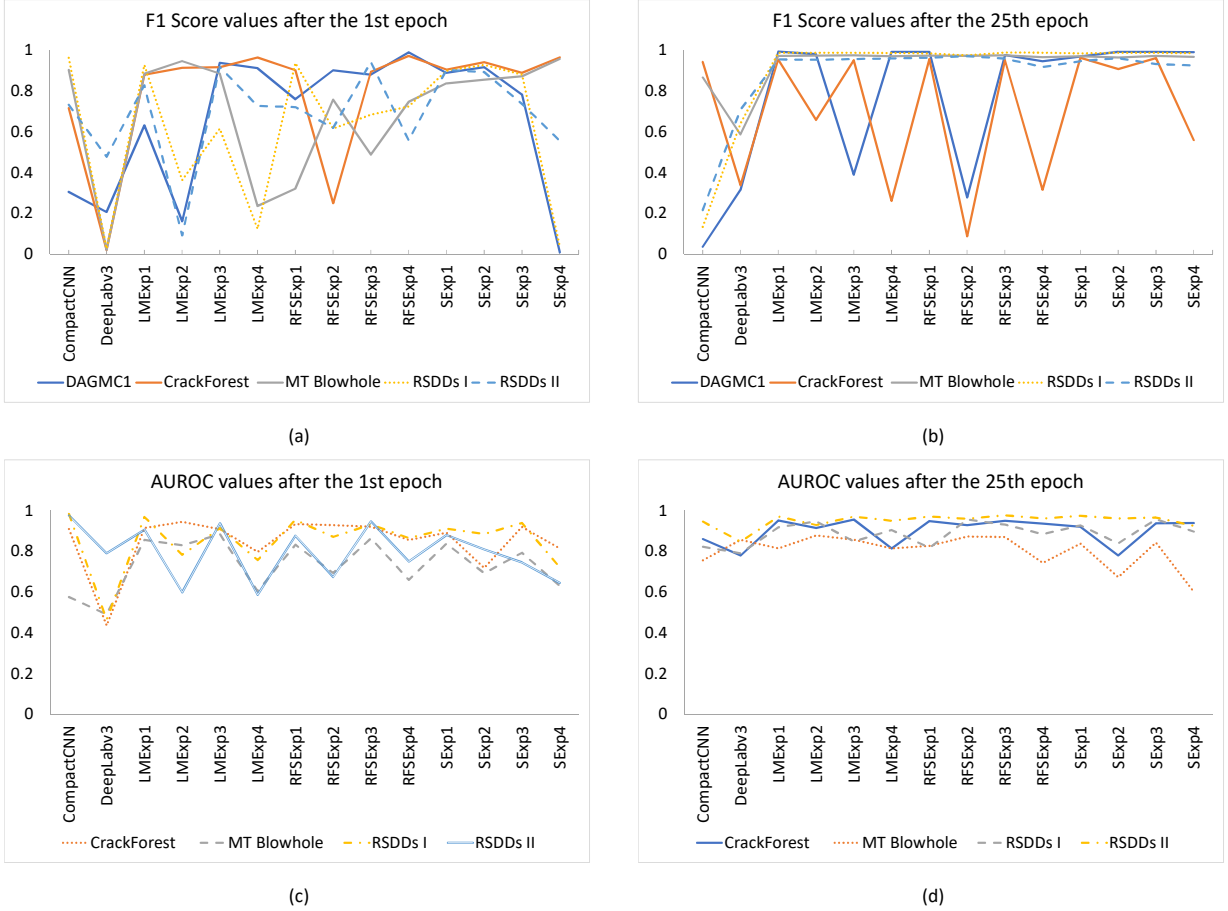 F1 Score values after the 1st epoch
1
0.8
0.6
0.4
0.2
0
CompactCNN
DeepLabv3
LMExp1
LMExp2
LMExp3
LMExp4
RFSExp1
RFSExp2
RFSExp3
RFSExp4
SExp1
SExp2
SExp3
SExp4
DAGMC1 CrackForest MT Blowhole RSDDs I RSDDs II
(a)
F1 Score values after the 25th epoch
1
0.8
0.6
0.4
0.2
0
CompactCNN
DeepLabv3
LMExp1
LMExp2
LMExp3
LMExp4
RFSExp1
RFSExp2
RFSExp3
RFSExp4
SExp1
SExp2
SExp3
SExp4
DAGMC1 CrackForest MT Blowhole RSDDs I RSDDs II
(b)
AUROC values after the 1st epoch
1
0.8
0.6
0.4
0.2
0
CompactCNN
DeepLabv3
LMExp1
LMExp2
LMExp3
LMExp4
RFSExp1
RFSExp2
RFSExp3
RFSExp4
SExp1
SExp2
SExp3
SExp4
CrackForest MT Blowhole RSDDs I RSDDs II
(c)
AUROC values after the 25th epoch
1
0.8
0.6
0.4
0.2
0
CompactCNN
DeepLabv3
LMExp1
LMExp2
LMExp3
LMExp4
RFSExp1
RFSExp2
RFSExp3
RFSExp4
SExp1
SExp2
SExp3
SExp4
CrackForest MT Blowhole RSDDs I RSDDs II
(d)